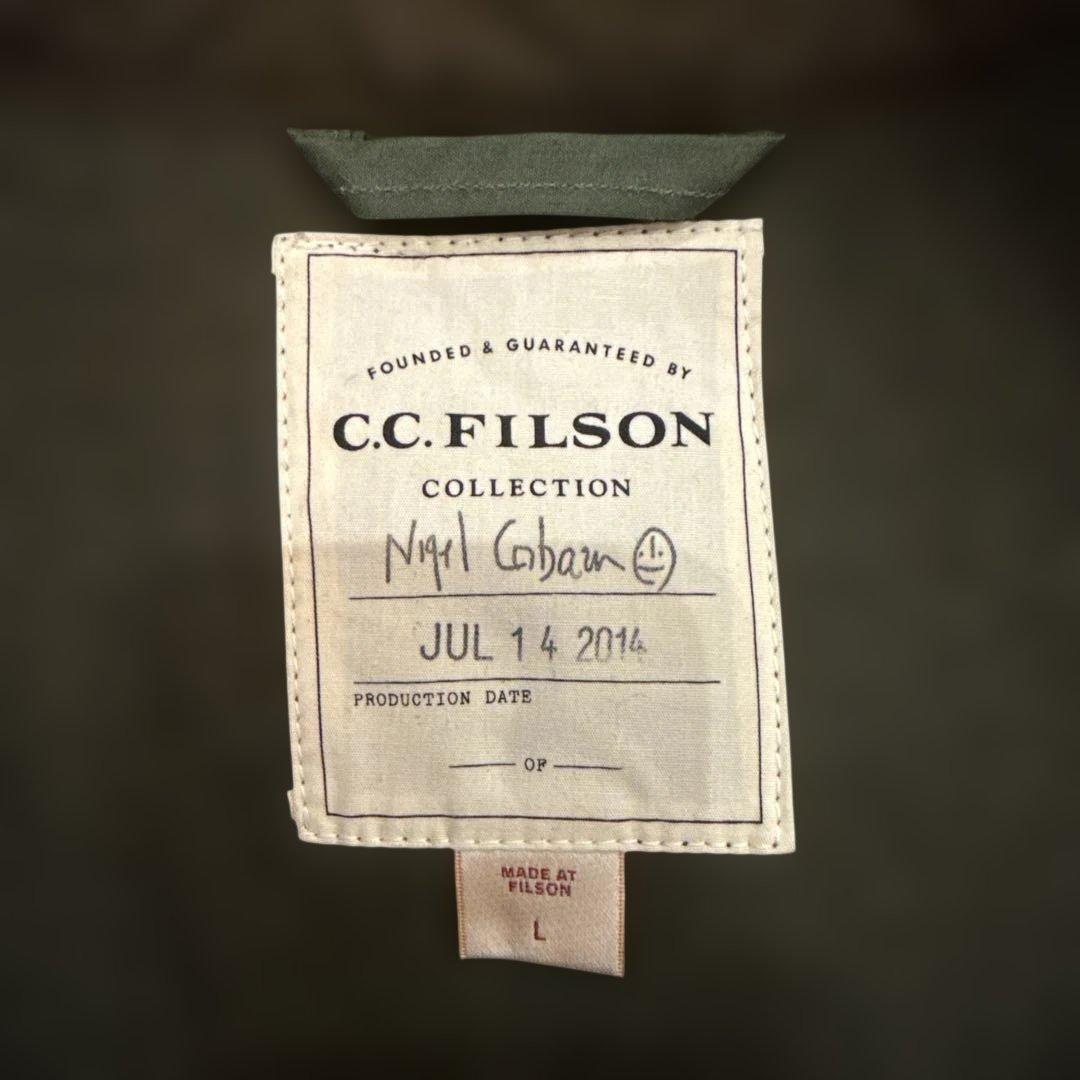 FOUNDED & GUARANTEED BY
C.C. FILSON
COLLECTION
Nigel Cabourn
JUL 14 2014
PRODUCTION DATE
OF
MADE AT
FILSON
L